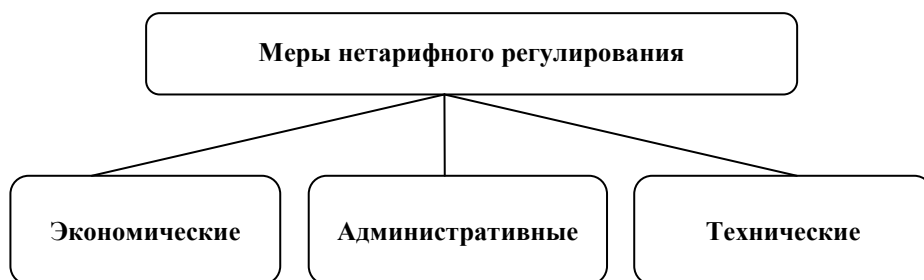 Меры нетарифного регулирования
Экономические
Административные
Технические